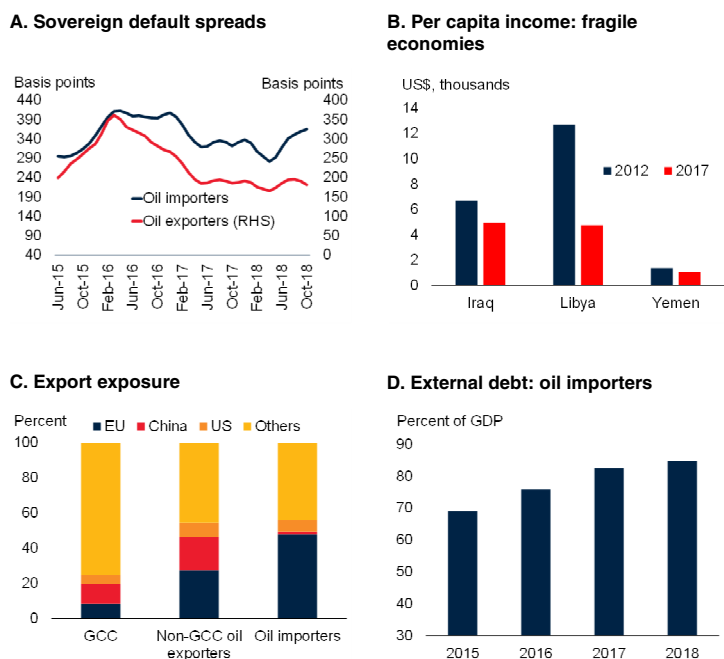 A. Sovereign default spreads
Basis points
Basis points
440
390
340
290
240
190
140
90
40
400
350
300
250
200
150
100
50
0
Oil importers
Oil exporters (RHS)
Jun-15
Oct-15
Feb-16
Jun-16
Oct-16
Feb-17
Jun-17
Oct-17
Feb-18
Jun-18
Oct-18
B. Per capita income: fragile
economies
US$, thousands
14
12
10
8
6
4
2
0
2012
2017
Iraq
Libya
Yemen
C. Export exposure
Percent
EU
China
US
Others
100
80
60
40
20
0
GCC
Non-GCC oil
exporters
Oil importers
D. External debt: oil importers
Percent of GDP
90
80
70
60
50
40
30
2015
2016
2017
2018